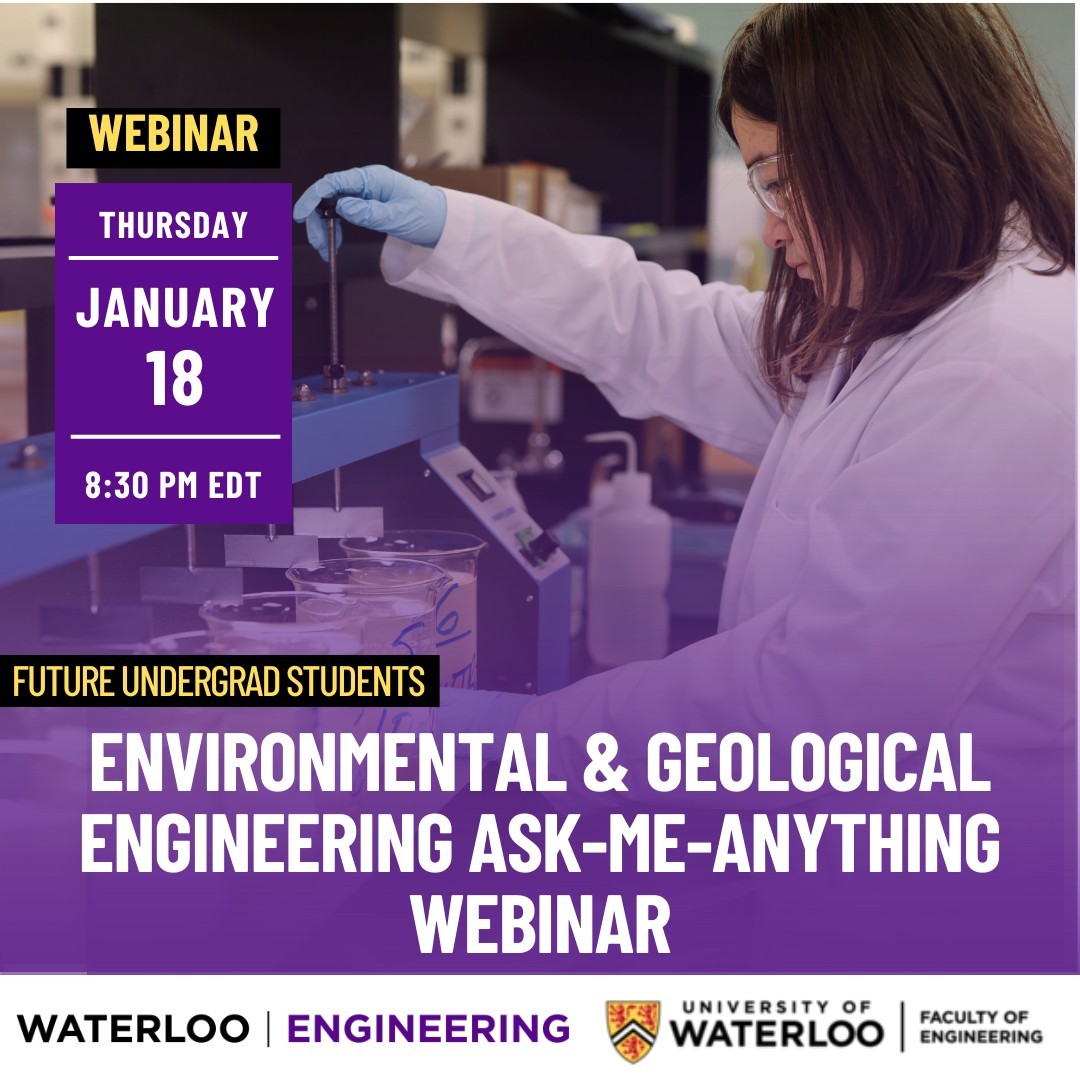 WEBINAR
THURSDAY
JANUARY
18
8:30 PM EDT
FUTURE UNDERGRAD STUDENTS
ENVIRONMENTAL & GEOLOGICAL
ENGINEERING ASK-ME-ANYTHING
WEBINAR
WATERLOO | ENGINEERING
UNIVERSITY OF
WATERLOO
FACULTY OF
ENGINEERING